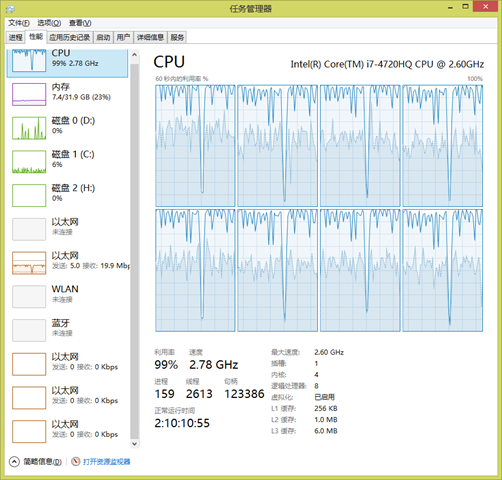 任务管理器
文件(F) 选项(O) 查看(V)
进程 性能 应用历史记录 启动 用户 详细信息 服务
CPU
99% 2.78 GHz
内存
7.4/31.9 GB (23%)
磁盘 0 (D:)
0%
磁盘 1 (C:)
6%
磁盘 2 (H:)
0%
以太网
未连接
以太网
发送: 5.0 接收: 19.9 Mbp
WLAN
未连接
蓝牙
未连接
以太网
发送: 0 接收: 0 Kbps
以太网
发送: 0 接收: 0 Kbps
以太网
发送: 0 接收: 0 Kbps
CPU
Intel(R) Core(TM) i7-4720HQ CPU @ 2.60GHz
60 秒内的利用率 %
100%
利用率 速度
99% 2.78 GHz
进程 线程 句柄
159 2613 123386
正常运行时间
2:10:10:55
最大速度: 2.60 GHz
插槽: 1
内核: 4
逻辑处理器: 8
虚拟化: 已启用
L1 缓存: 256 KB
L2 缓存: 1.0 MB
L3 缓存: 6.0 MB
简略信息(D) 打开资源监视器